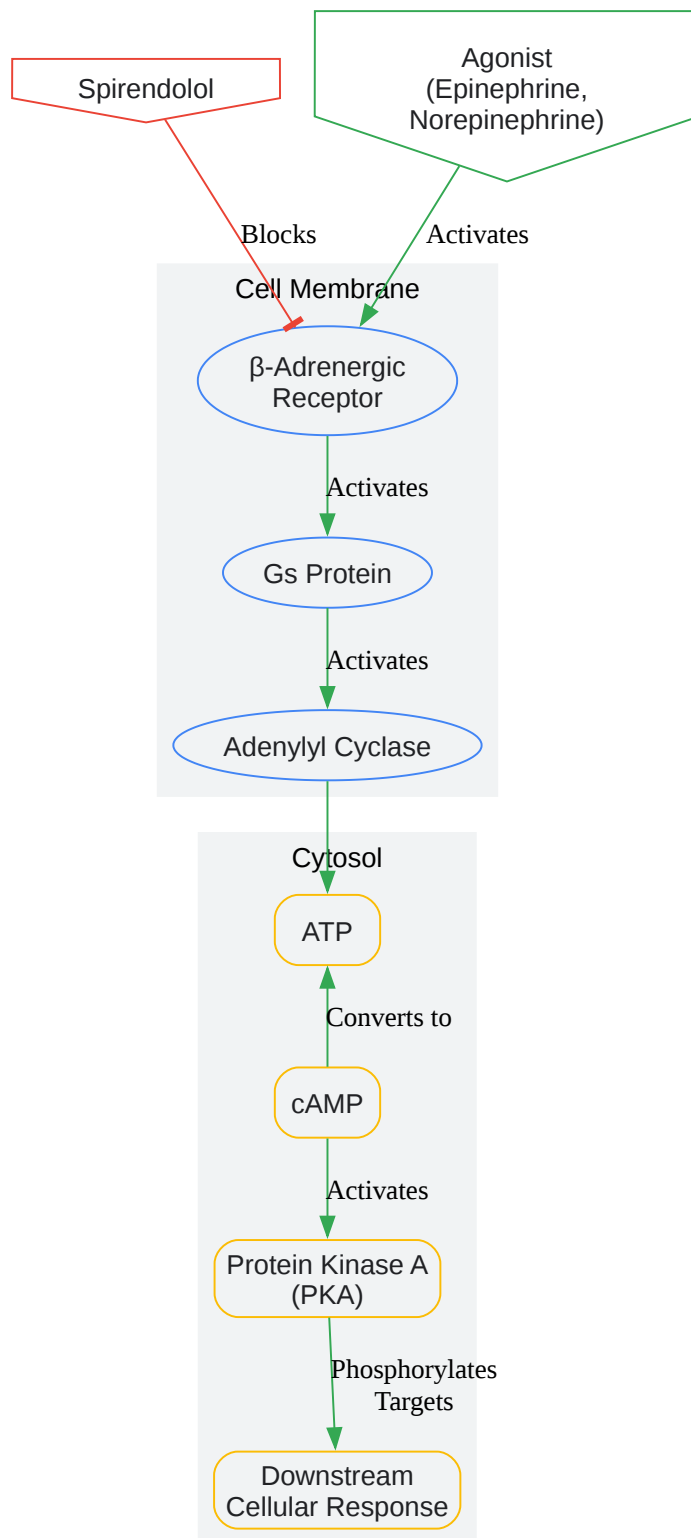 Spirendolol
Agonist
(Epinephrine,
Norepinephrine)
Blocks
Activates
Cell Membrane
β-Adrenergic
Receptor
Activates
Gs Protein
Activates
Adenylyl Cyclase
Cytosol
ATP
Converts to
cAMP
Activates
Protein Kinase A
(PKA)
Phosphorylates
Targets
Downstream
Cellular Response